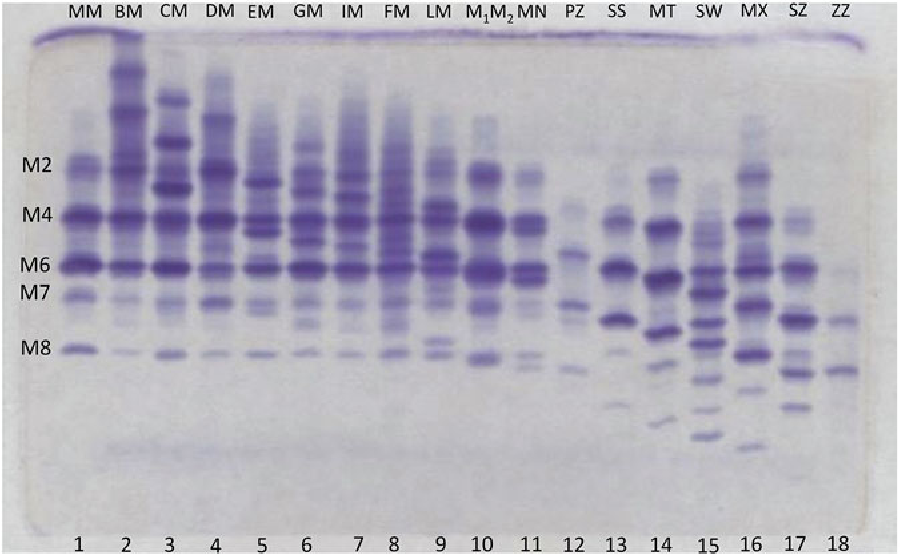 MM BM CM DM EM GM IM FM LM M₁M₂ MN PZ SS MT SW MX SZ ZZ
M2
M4
M6
M7
M8
1 2 3 4 5 6 7 8 9 10 11 12 13 14 15 16 17 18